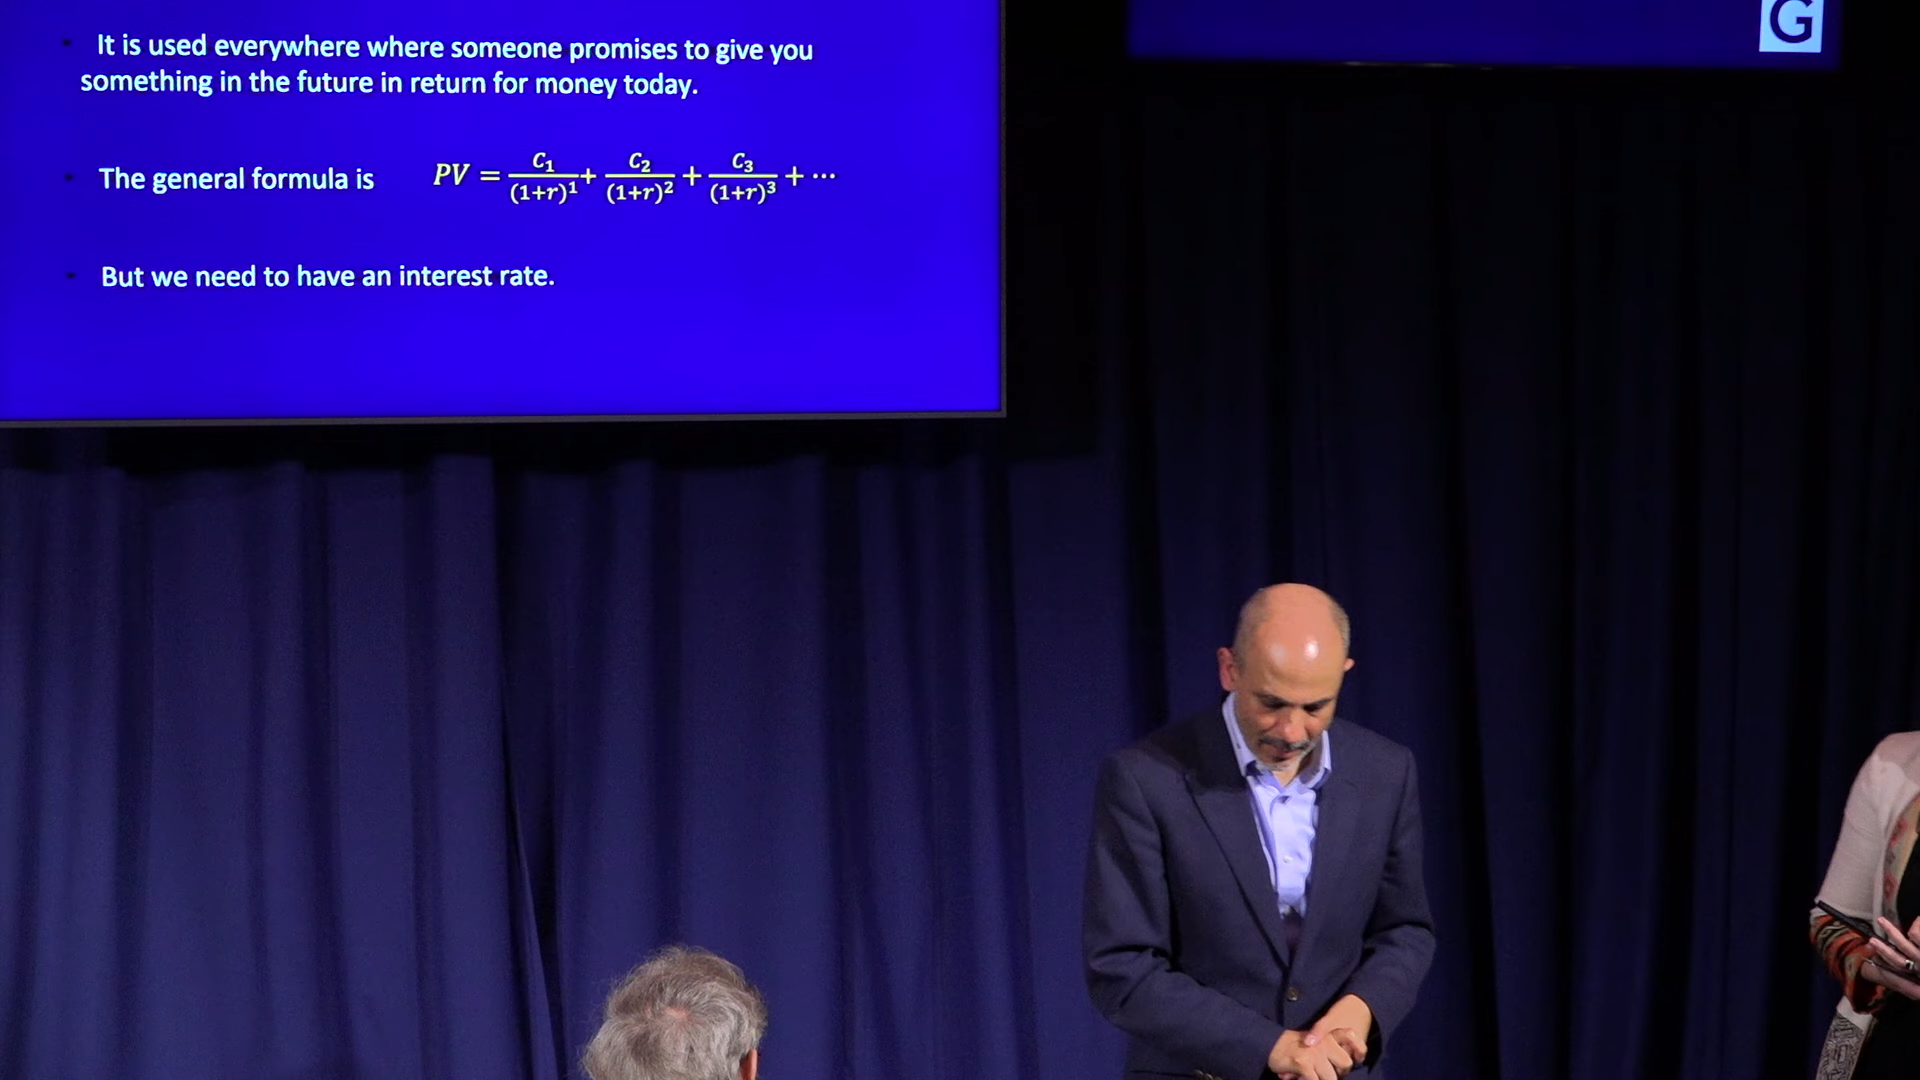 It is used everywhere where someone promises to give you
something in the future in return for money today.
The general formula is PV = C₁/(1+r)¹ + C₂/(1+r)² + C₃/(1+r)³ + ⋯
But we need to have an interest rate.
G